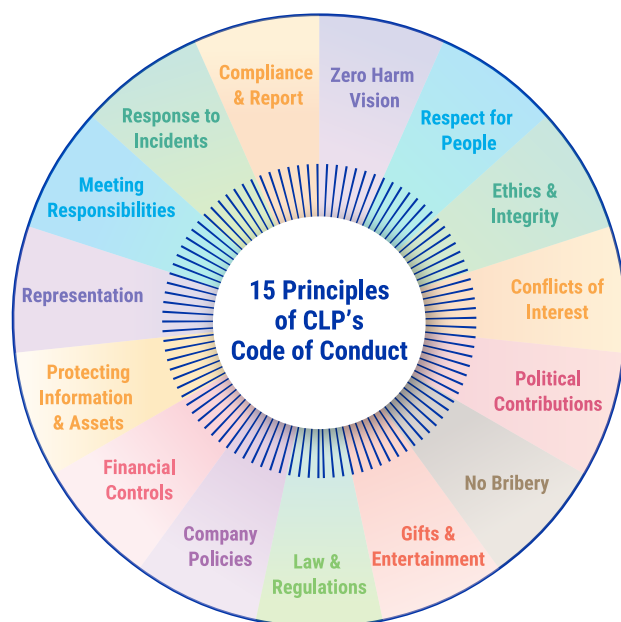 15 Principles
of CLP's
Code of Conduct
Zero Harm
Vision
Respect for
People
Ethics &
Integrity
Conflicts of
Interest
Political
Contributions
No Bribery
Gifts &
Entertainment
Law &
Regulations
Company
Policies
Financial
Controls
Protecting
Information
& Assets
Representation
Meeting
Responsibilities
Response to
Incidents
Compliance
& Report